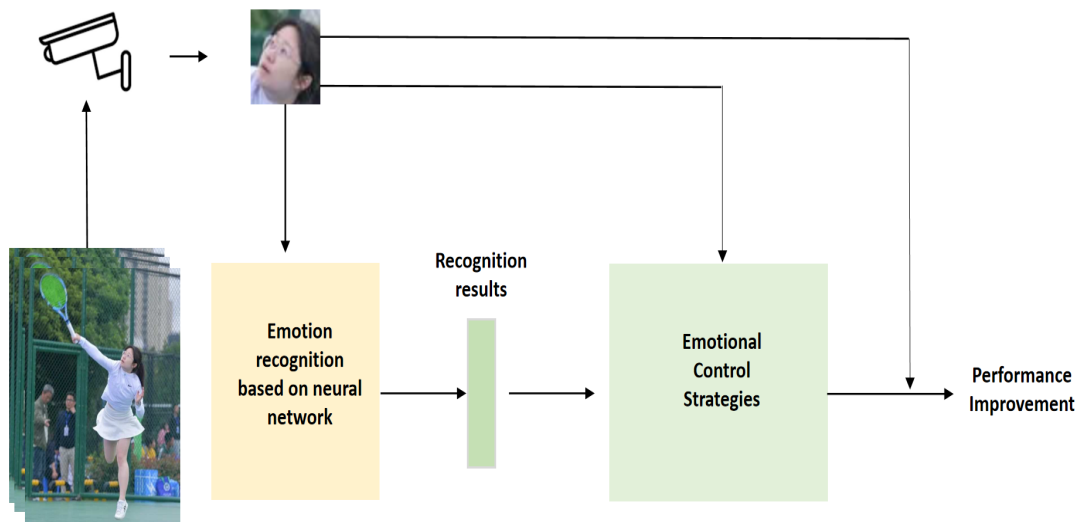 Recognition
results
Emotion
recognition
based on neural
network
Emotional
Control
Strategies
Performance
Improvement